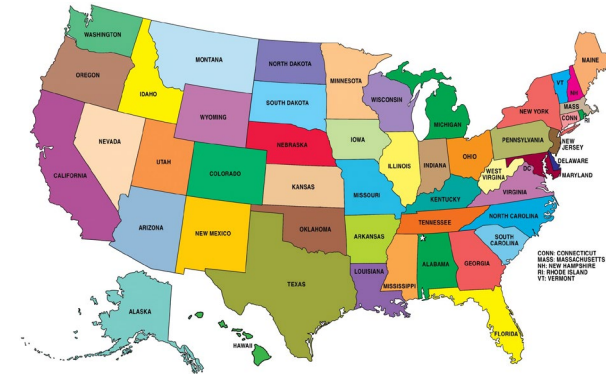 WASHINGTON
OREGON
CALIFORNIA
NEVADA
IDAHO
MONTANA
WYOMING
UTAH
ARIZONA
COLORADO
NEW MEXICO
NORTH DAKOTA
SOUTH DAKOTA
NEBRASKA
KANSAS
OKLAHOMA
TEXAS
MINNESOTA
IOWA
MISSOURI
ARKANSAS
LOUISIANA
WISCONSIN
ILLINOIS
MICHIGAN
INDIANA
OHIO
KENTUCKY
TENNESSEE
MISSISSIPPI
ALABAMA
GEORGIA
FLORIDA
SOUTH
CAROLINA
NORTH CAROLINA
VIRGINIA
WEST
VIRGINIA
DC
MARYLAND
DELAWARE
NEW
JERSEY
PENNSYLVANIA
NEW YORK
CONN
RI
MASS
VT
NH
MAINE
ALASKA
HAWAII
CONN: CONNECTICUT
MASS: MASSACHUSETTS
NH: NEW HAMPSHIRE
RI: RHODE ISLAND
VT: VERMONT